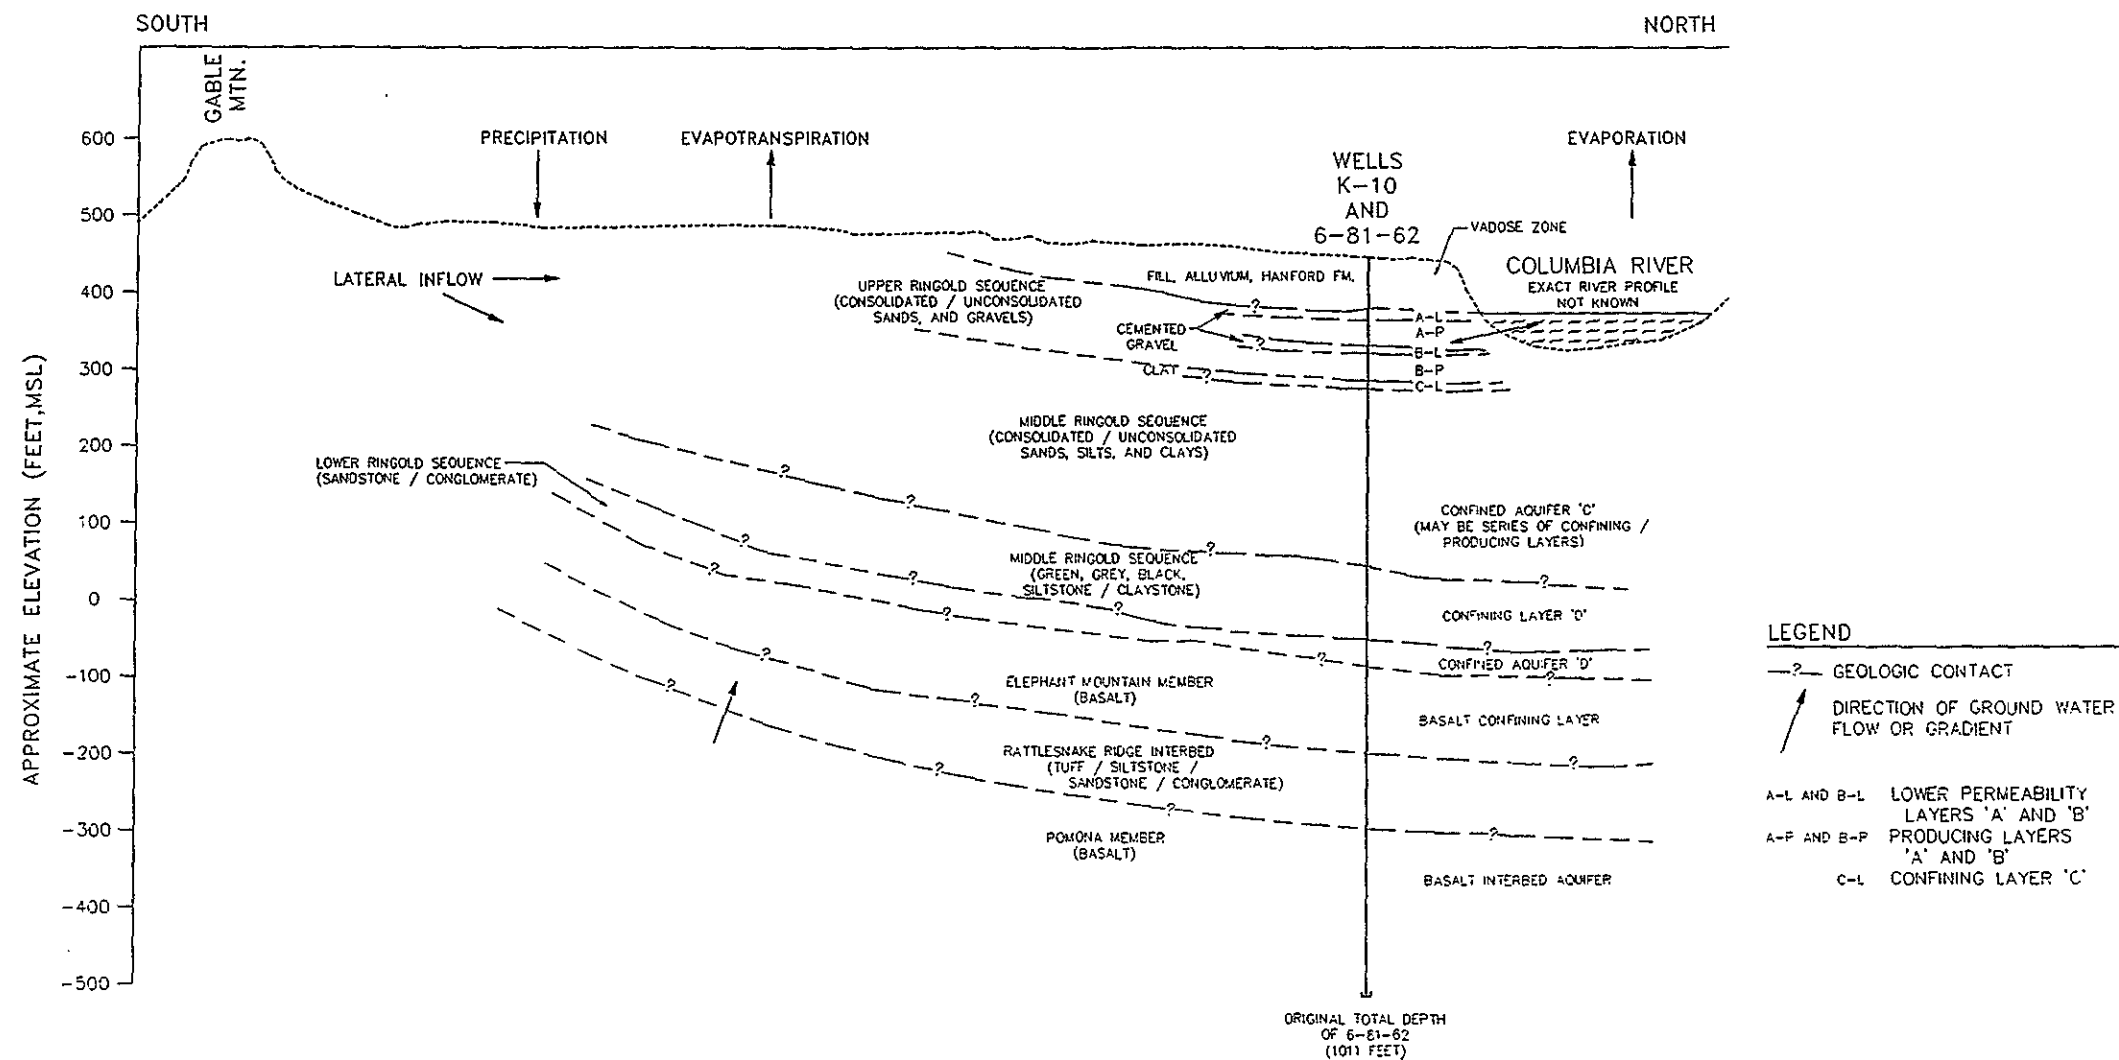 SOUTH
NORTH
GABLE
MTN.
PRECIPITATION
EVAPOTRANSPIRATION
EVAPORATION
WELLS
K-10
AND
6-81-62
VADOSE ZONE
COLUMBIA RIVER
EXACT RIVER PROFILE
NOT KNOWN
LATERAL INFLOW
FILL, ALLUVIUM, HANFORD FM.
UPPER RINGOLD SEQUENCE
(CONSOLIDATED / UNCONSOLIDATED
SANDS, AND GRAVELS)
CEMENTED
GRAVEL
CLAY
A-L
A-P
B-L
B-P
C-L
MIDDLE RINGOLD SEQUENCE
(CONSOLIDATED / UNCONSOLIDATED
SANDS, SILTS, AND CLAYS)
LOWER RINGOLD SEQUENCE
(SANDSTONE / CONGLOMERATE)
CONFINED AQUIFER 'C'
(MAY BE SERIES OF CONFINING /
PRODUCING LAYERS)
MIDDLE RINGOLD SEQUENCE
(GREEN, GREY, BLACK,
SILTSTONE / CLAYSTONE)
CONFINING LAYER 'D'
CONFINED AQUIFER 'D'
ELEPHANT MOUNTAIN MEMBER
(BASALT)
BASALT CONFINING LAYER
RATTLESNAKE RIDGE INTERBED
(TUFF / SILTSTONE /
SANDSTONE / CONGLOMERATE)
POMONA MEMBER
(BASALT)
BASALT INTERBED AQUIFER
ORIGINAL TOTAL DEPTH
OF 6-81-62
(1011 FEET)
APPROXIMATE ELEVATION (FEET,MSL)
600
500
400
300
200
100
0
-100
-200
-300
-400
-500
LEGEND
—?— GEOLOGIC CONTACT
DIRECTION OF GROUND WATER
FLOW OR GRADIENT
A-L AND B-L LOWER PERMEABILITY
LAYERS 'A' AND 'B'
A-P AND B-P PRODUCING LAYERS
'A' AND 'B'
C-L CONFINING LAYER 'C'